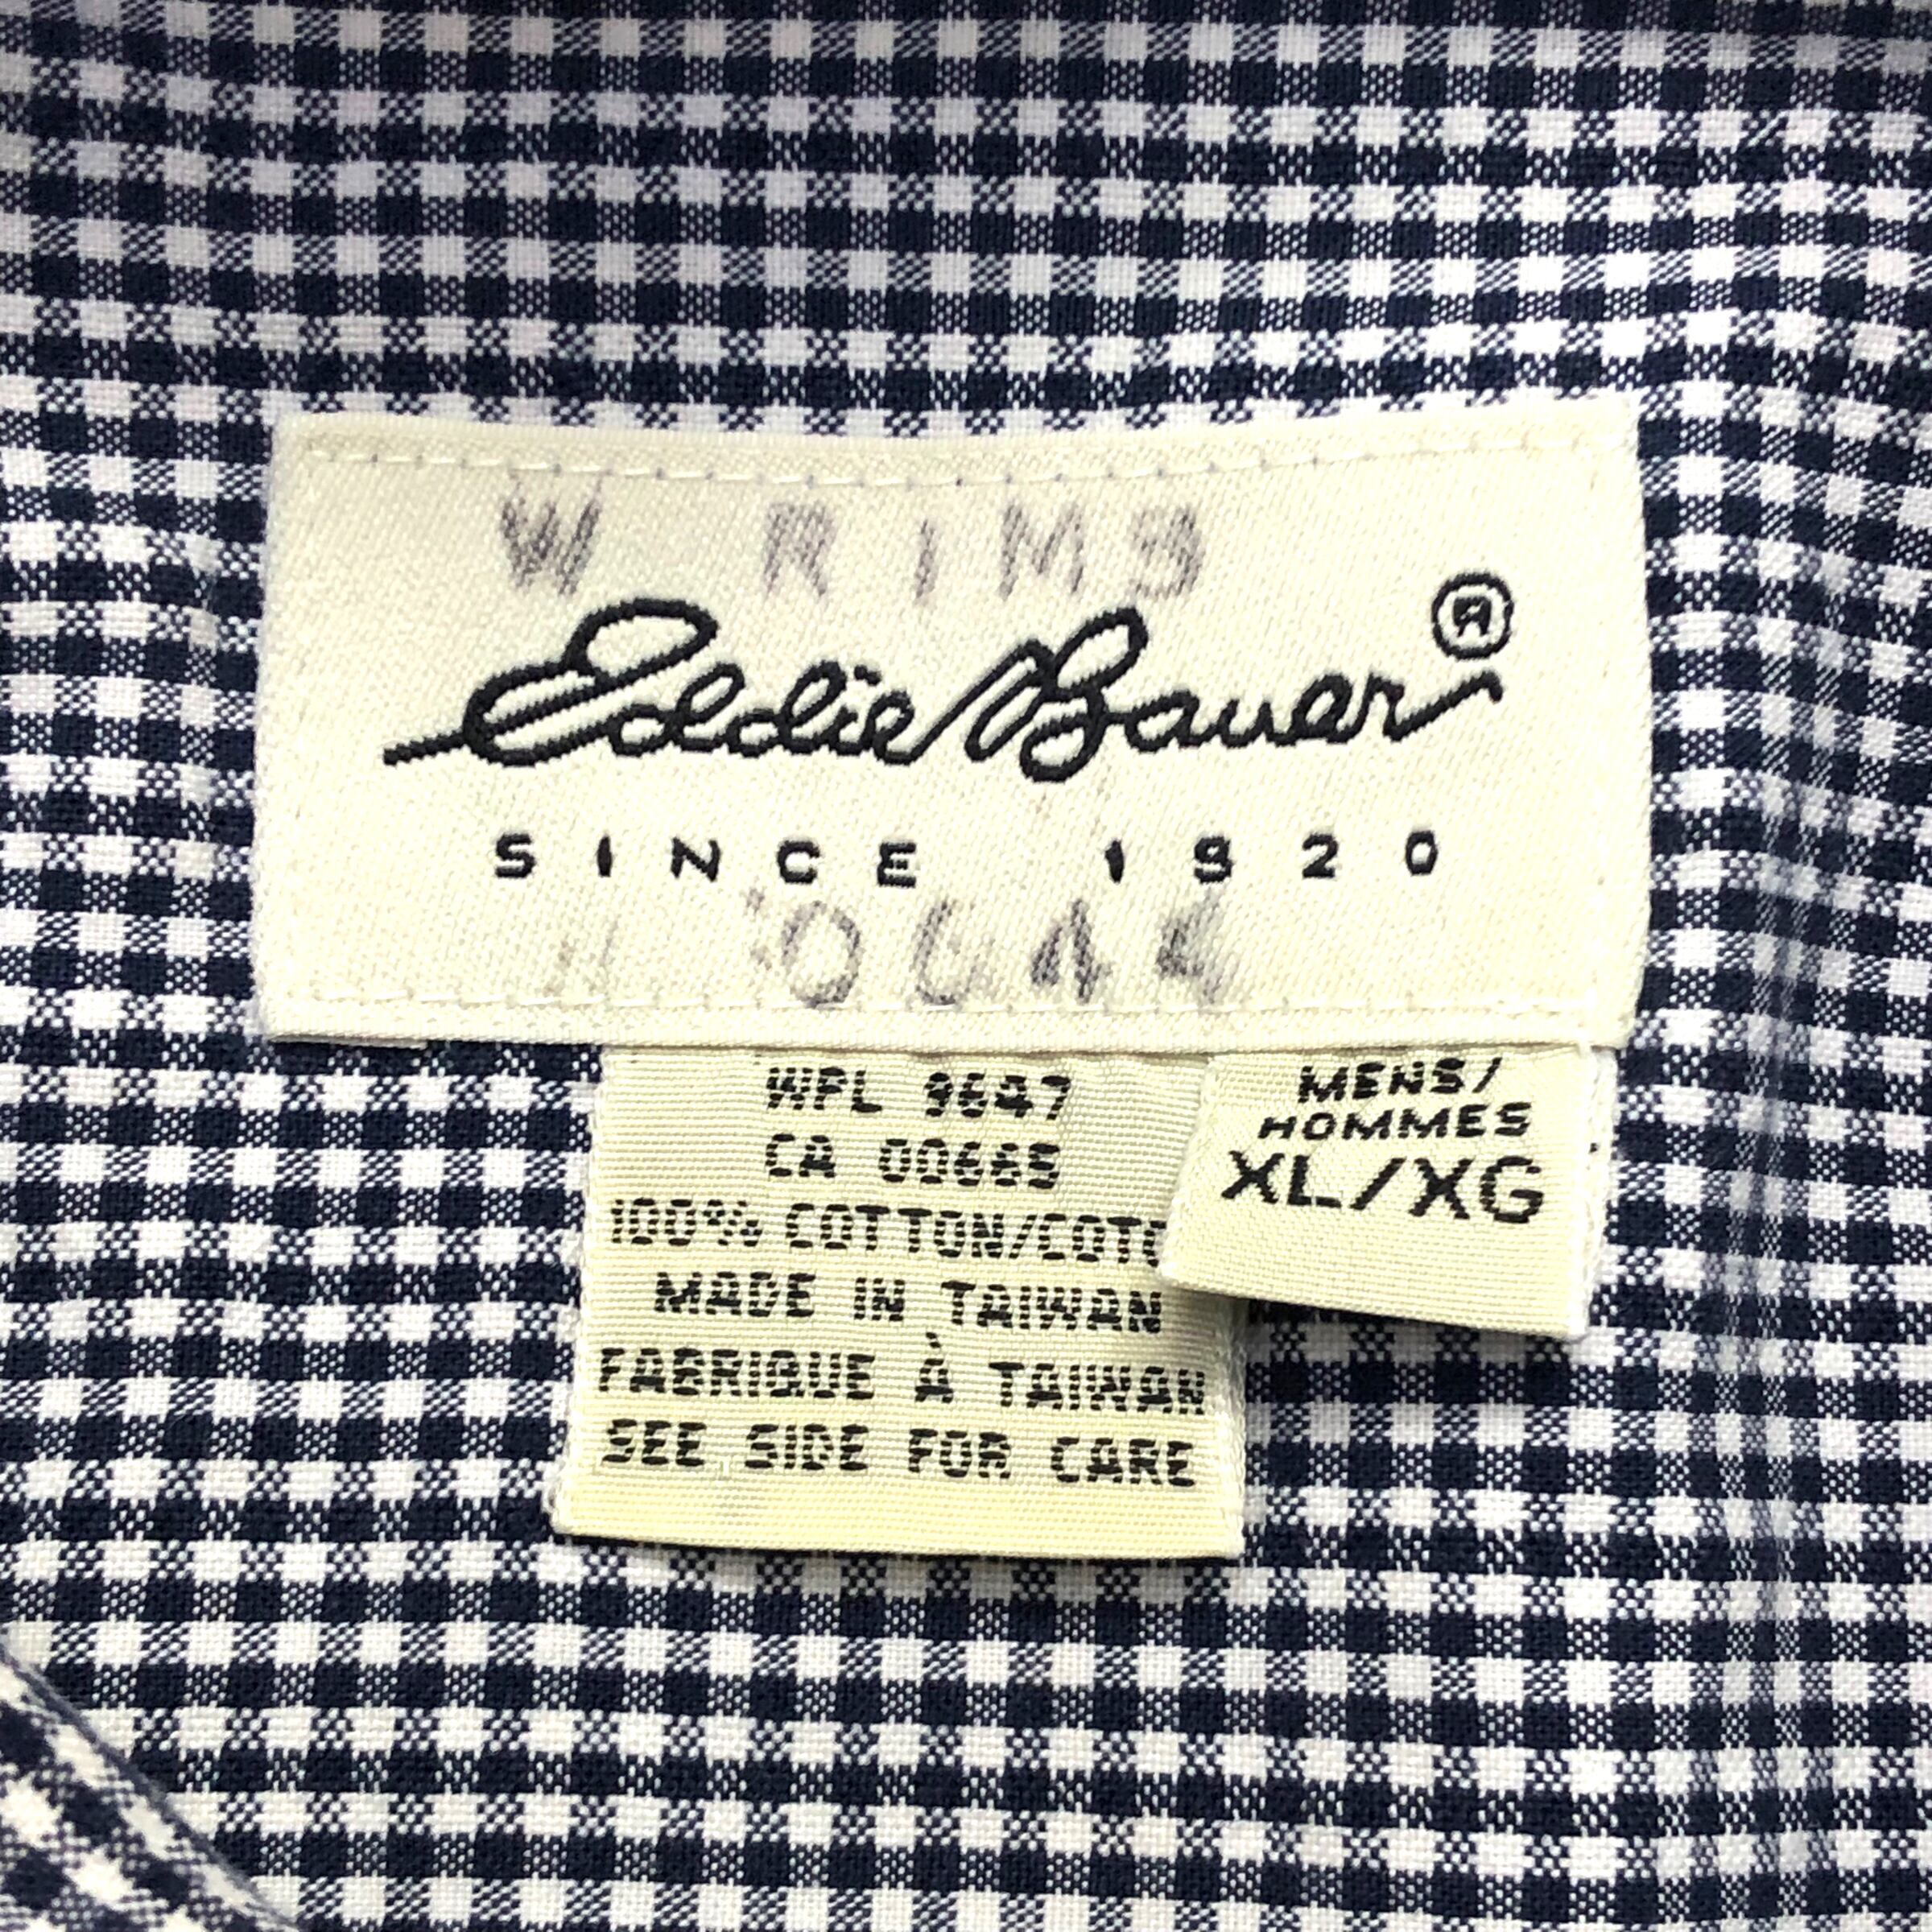 W RIMS
Eddie Bauer®
SINCE 1920
WPL 9647
CA 00665
100% COTTON/COTO
MADE IN TAIWAN
FABRIQUE À TAIWAN
SEE SIDE FOR CARE
MENS/
HOMMES
XL/XG